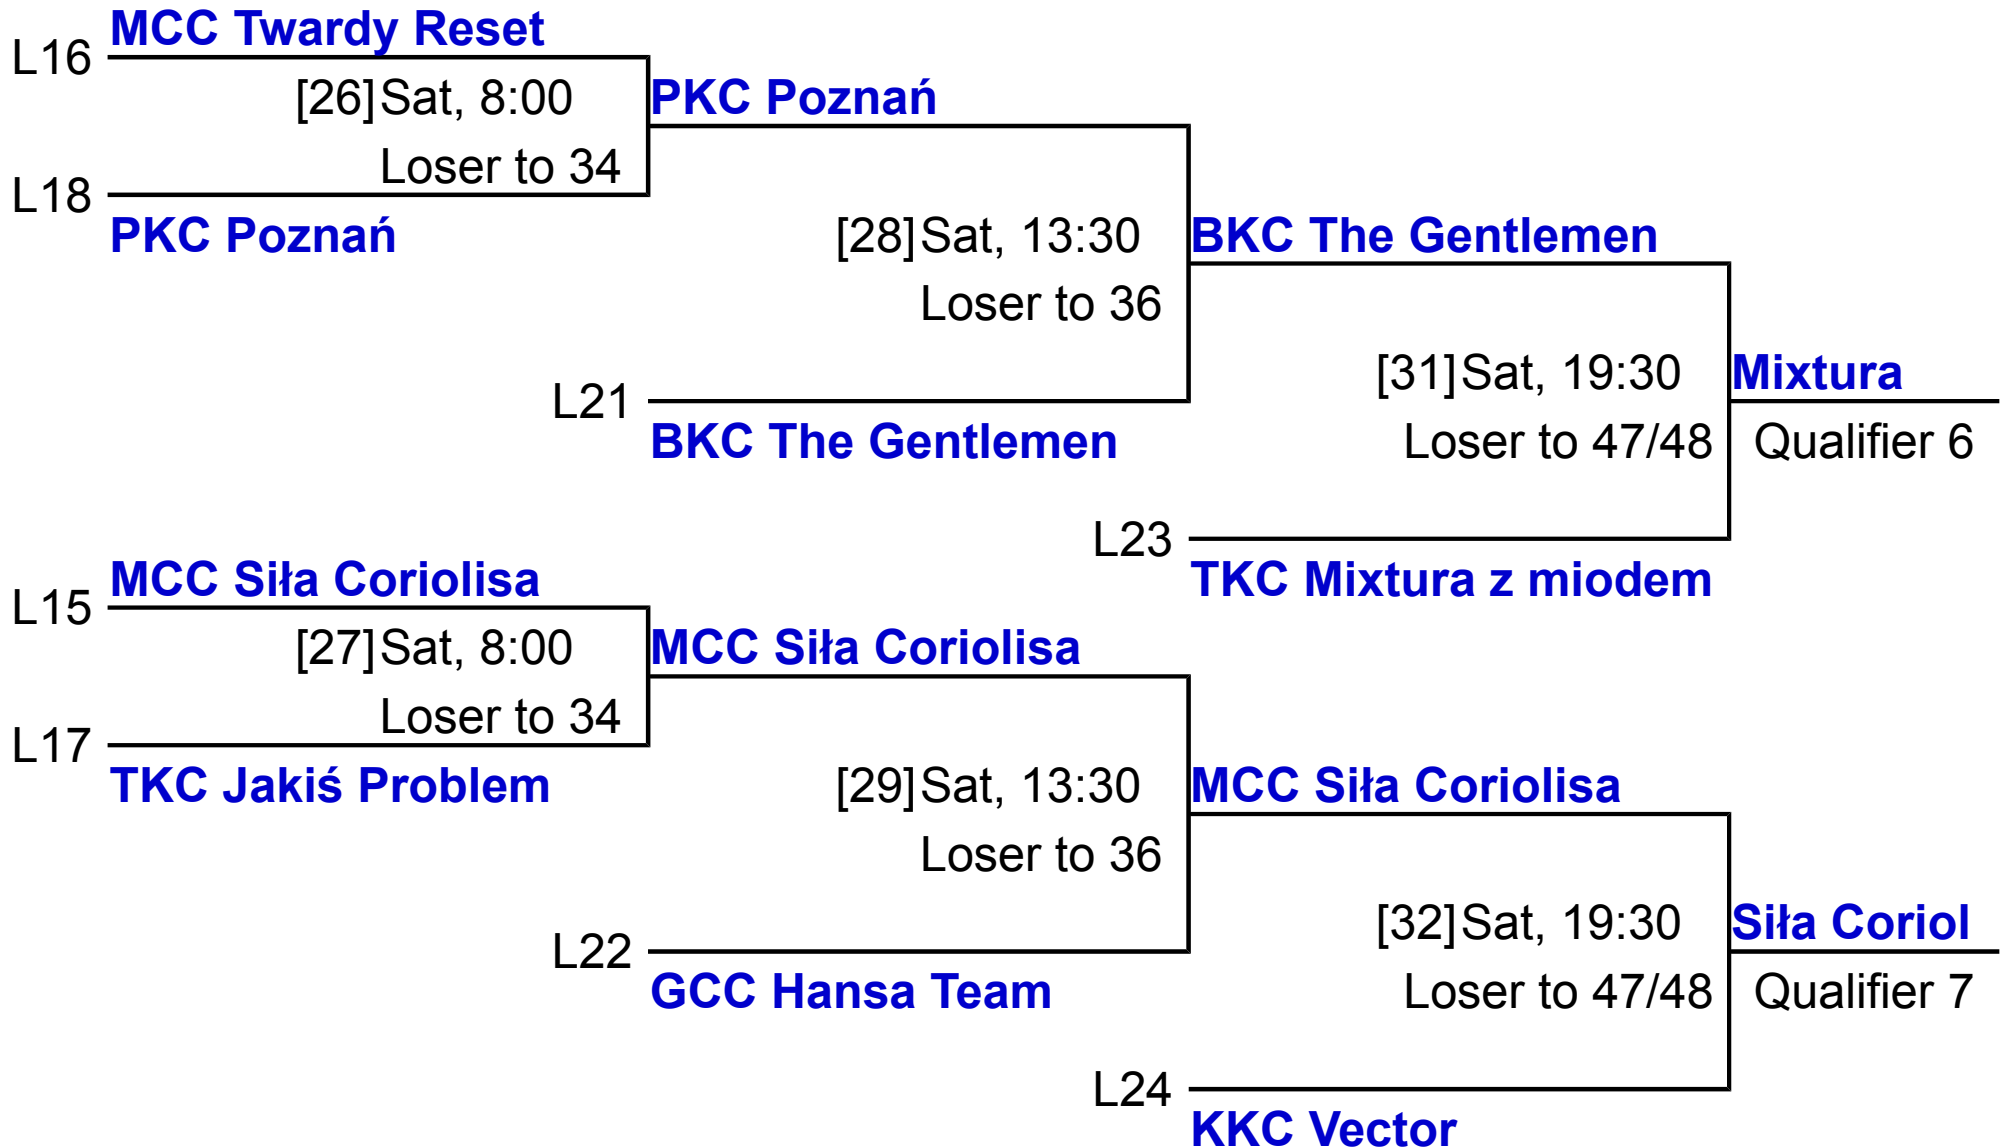 MCC Twardy Reset
L16
[26] Sat, 8:00
PKC Poznań
Loser to 34
L18
PKC Poznań
[28] Sat, 13:30
BKC The Gentlemen
Loser to 36
[31] Sat, 19:30
Mixtura
L21
BKC The Gentlemen
Loser to 47/48
Qualifier 6
L23
TKC Mixtura z miodem
MCC Siła Coriolisa
L15
[27] Sat, 8:00
MCC Siła Coriolisa
Loser to 34
L17
TKC Jakiś Problem
[29] Sat, 13:30
MCC Siła Coriolisa
Loser to 36
[32] Sat, 19:30
Siła Coriol
L22
GCC Hansa Team
Loser to 47/48
Qualifier 7
L24
KKC Vector